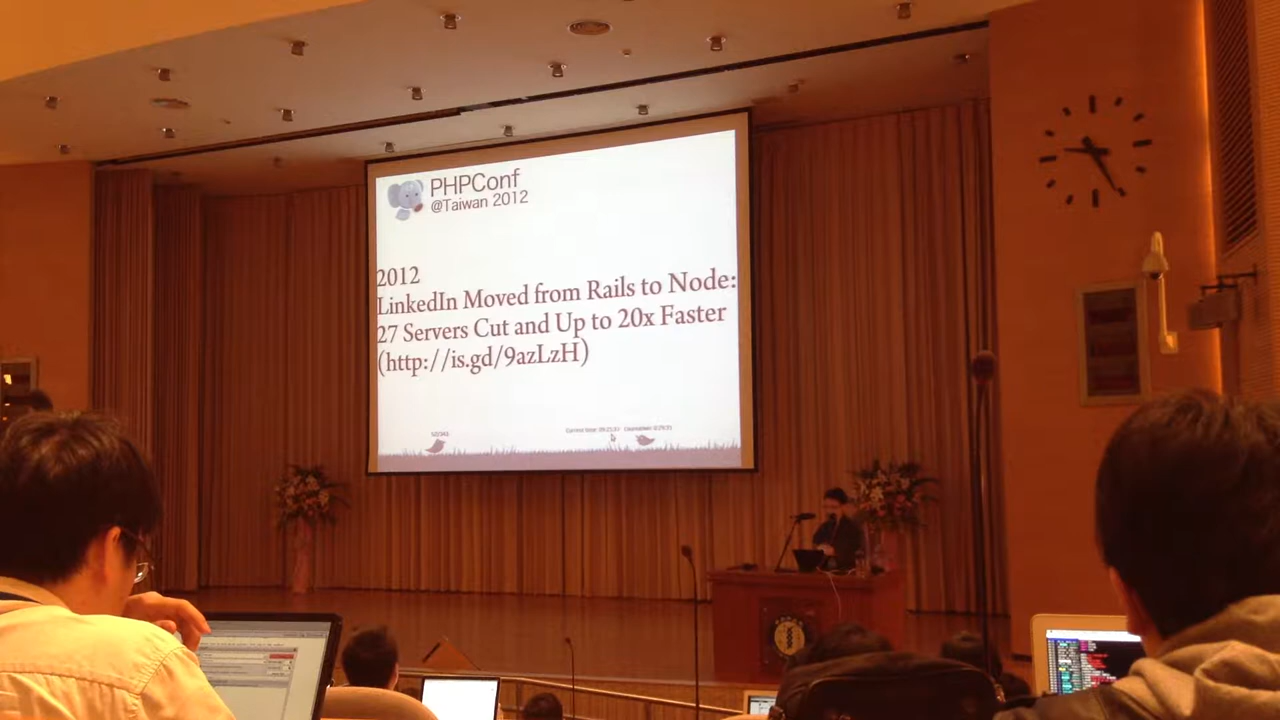 PHPConf
@Taiwan 2012
2012
LinkedIn Moved from Rails to Node:
27 Servers Cut and Up to 20x Faster
(http://is.gd/9azLzH)